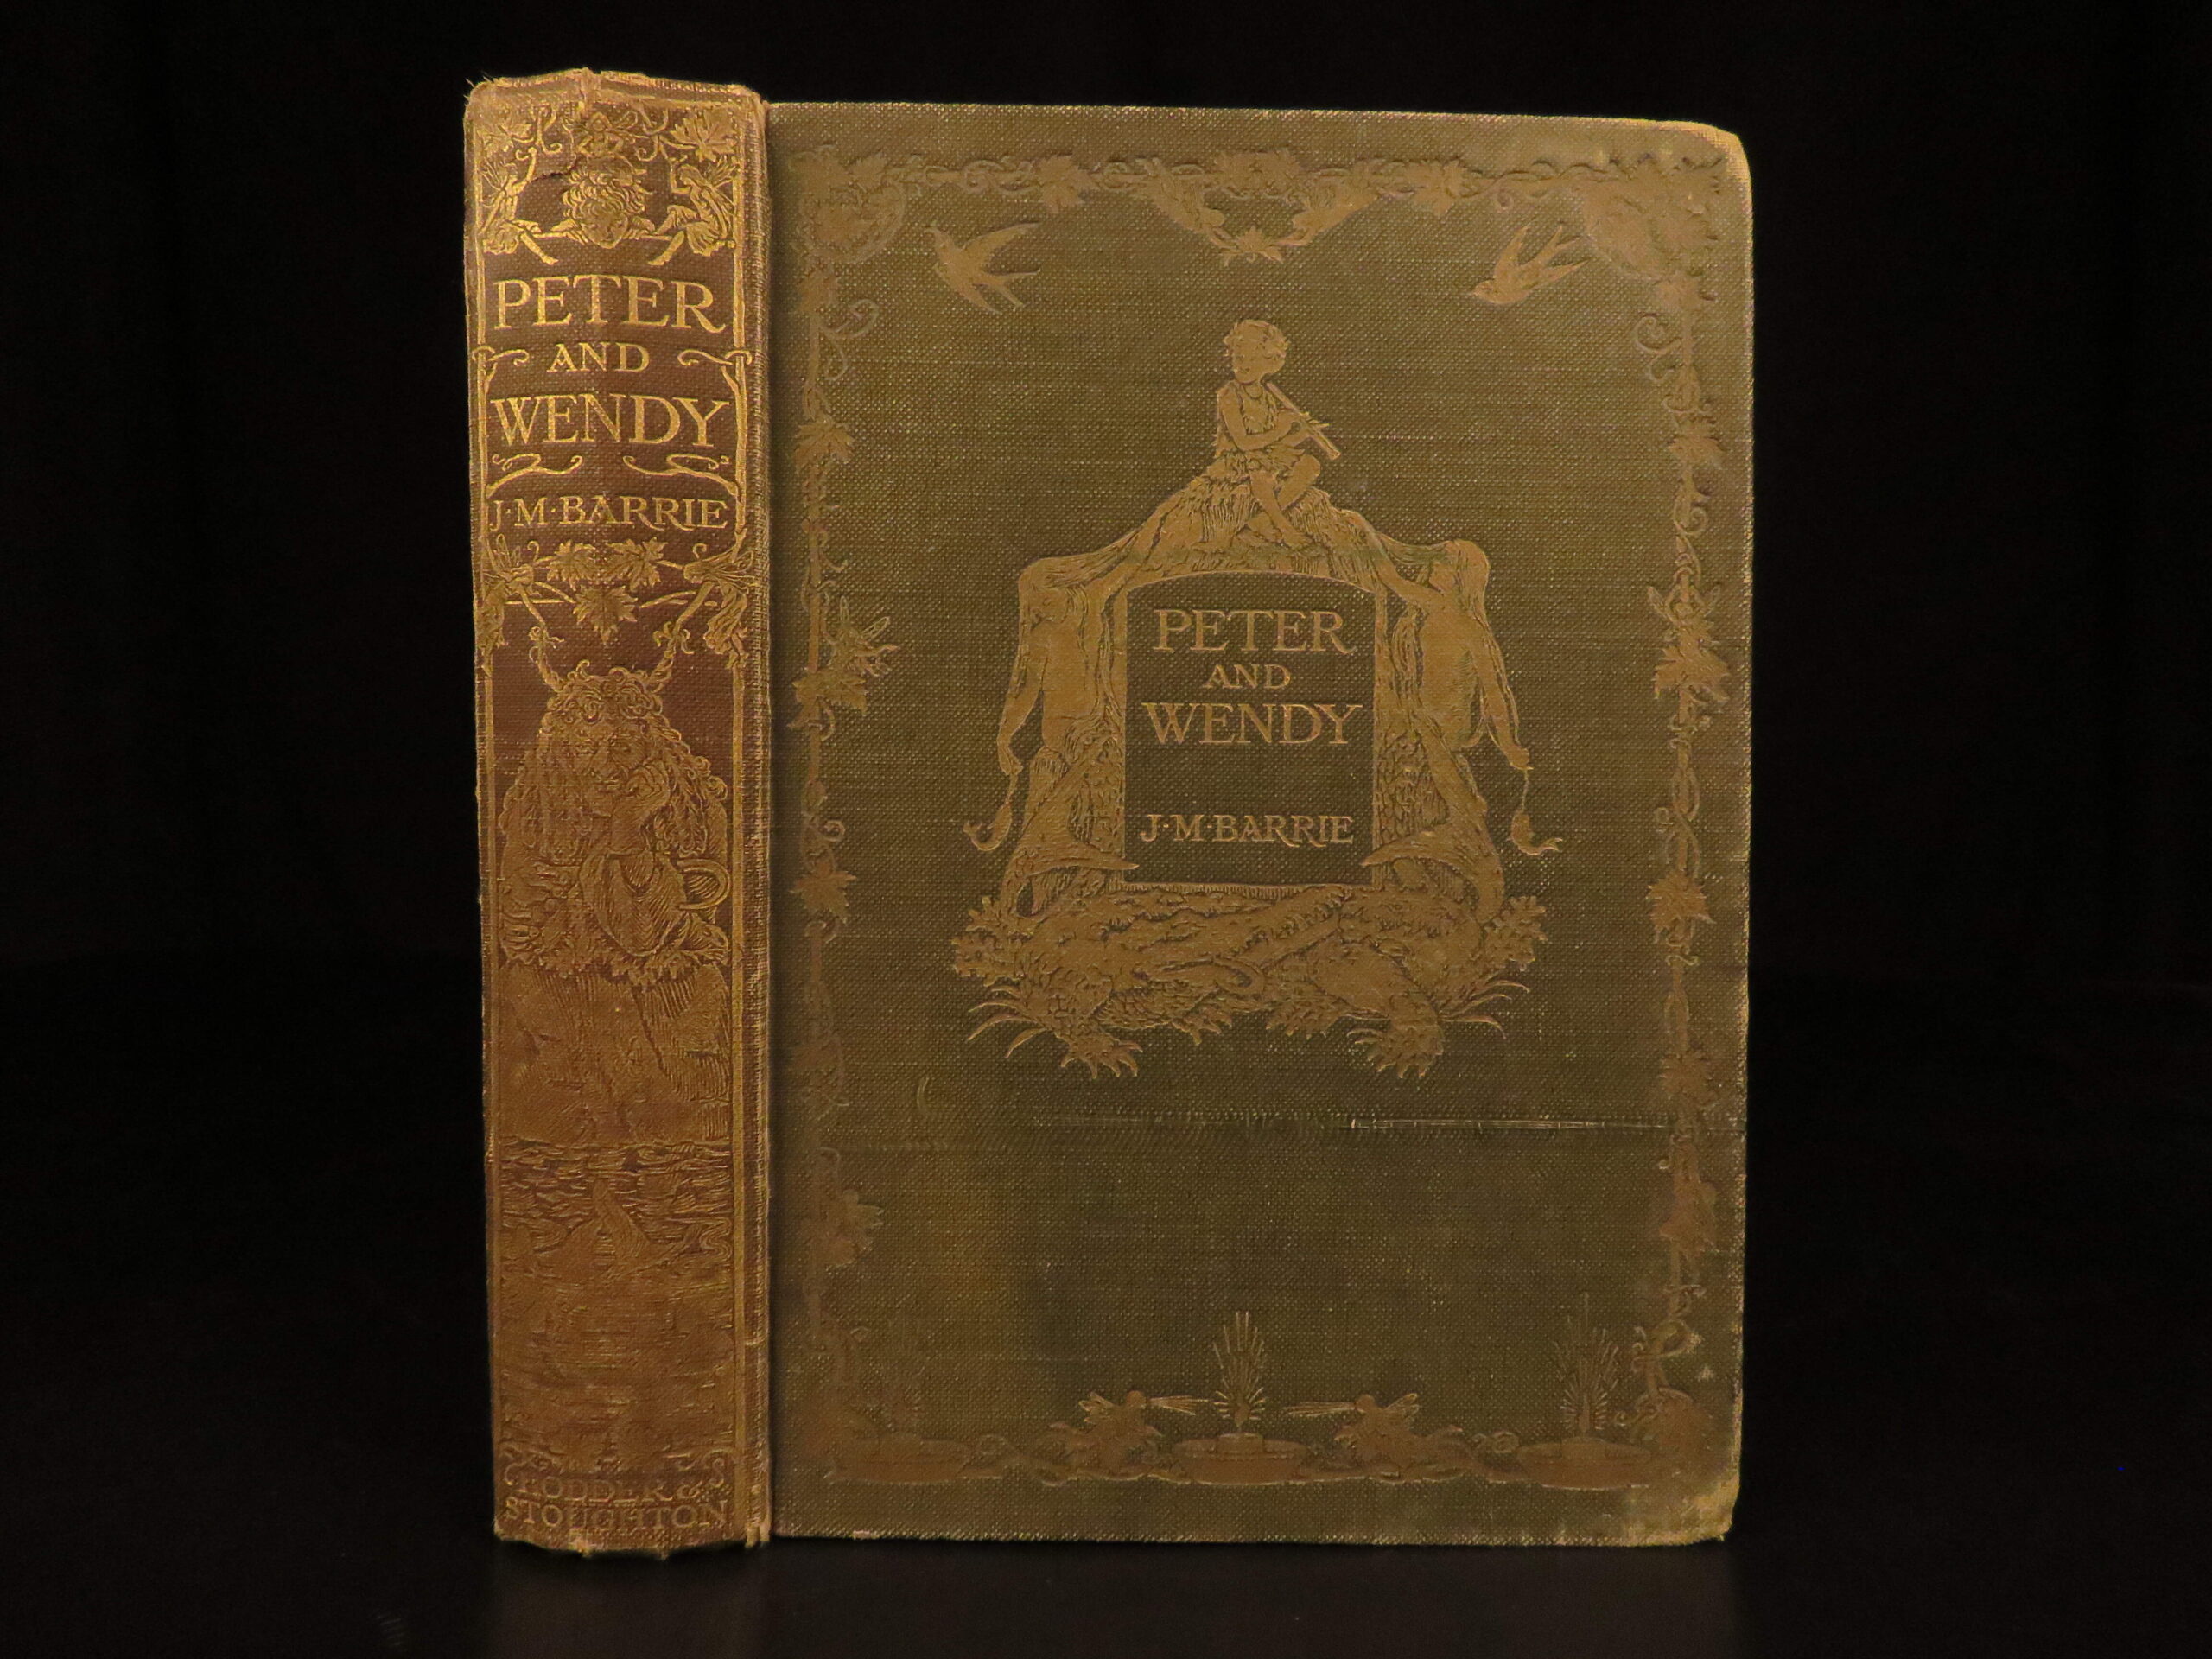 PETER
AND
WENDY
J·M·BARRIE
HODDER &
STOUGHTON
PETER
AND
WENDY
J·M·BARRIE